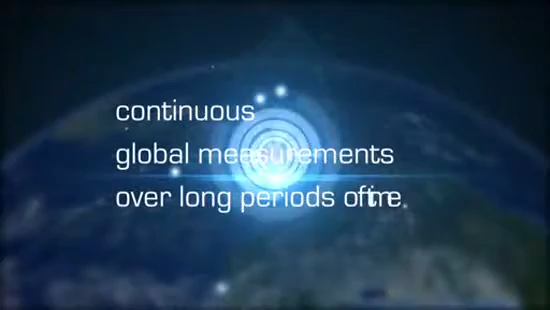 continuous
global measurements
over long periods of time.